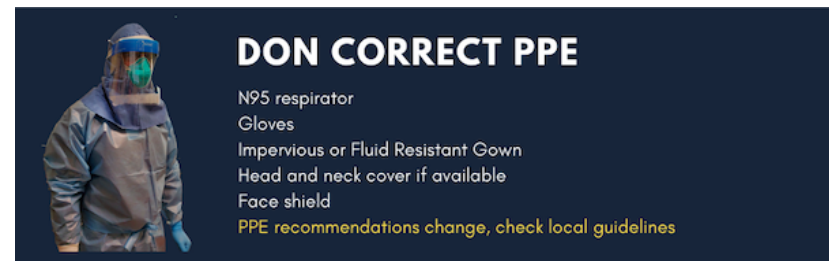 DON CORRECT PPE
N95 respirator
Gloves
Impervious or Fluid Resistant Gown
Head and neck cover if available
Face shield
PPE recommendations change, check local guidelines